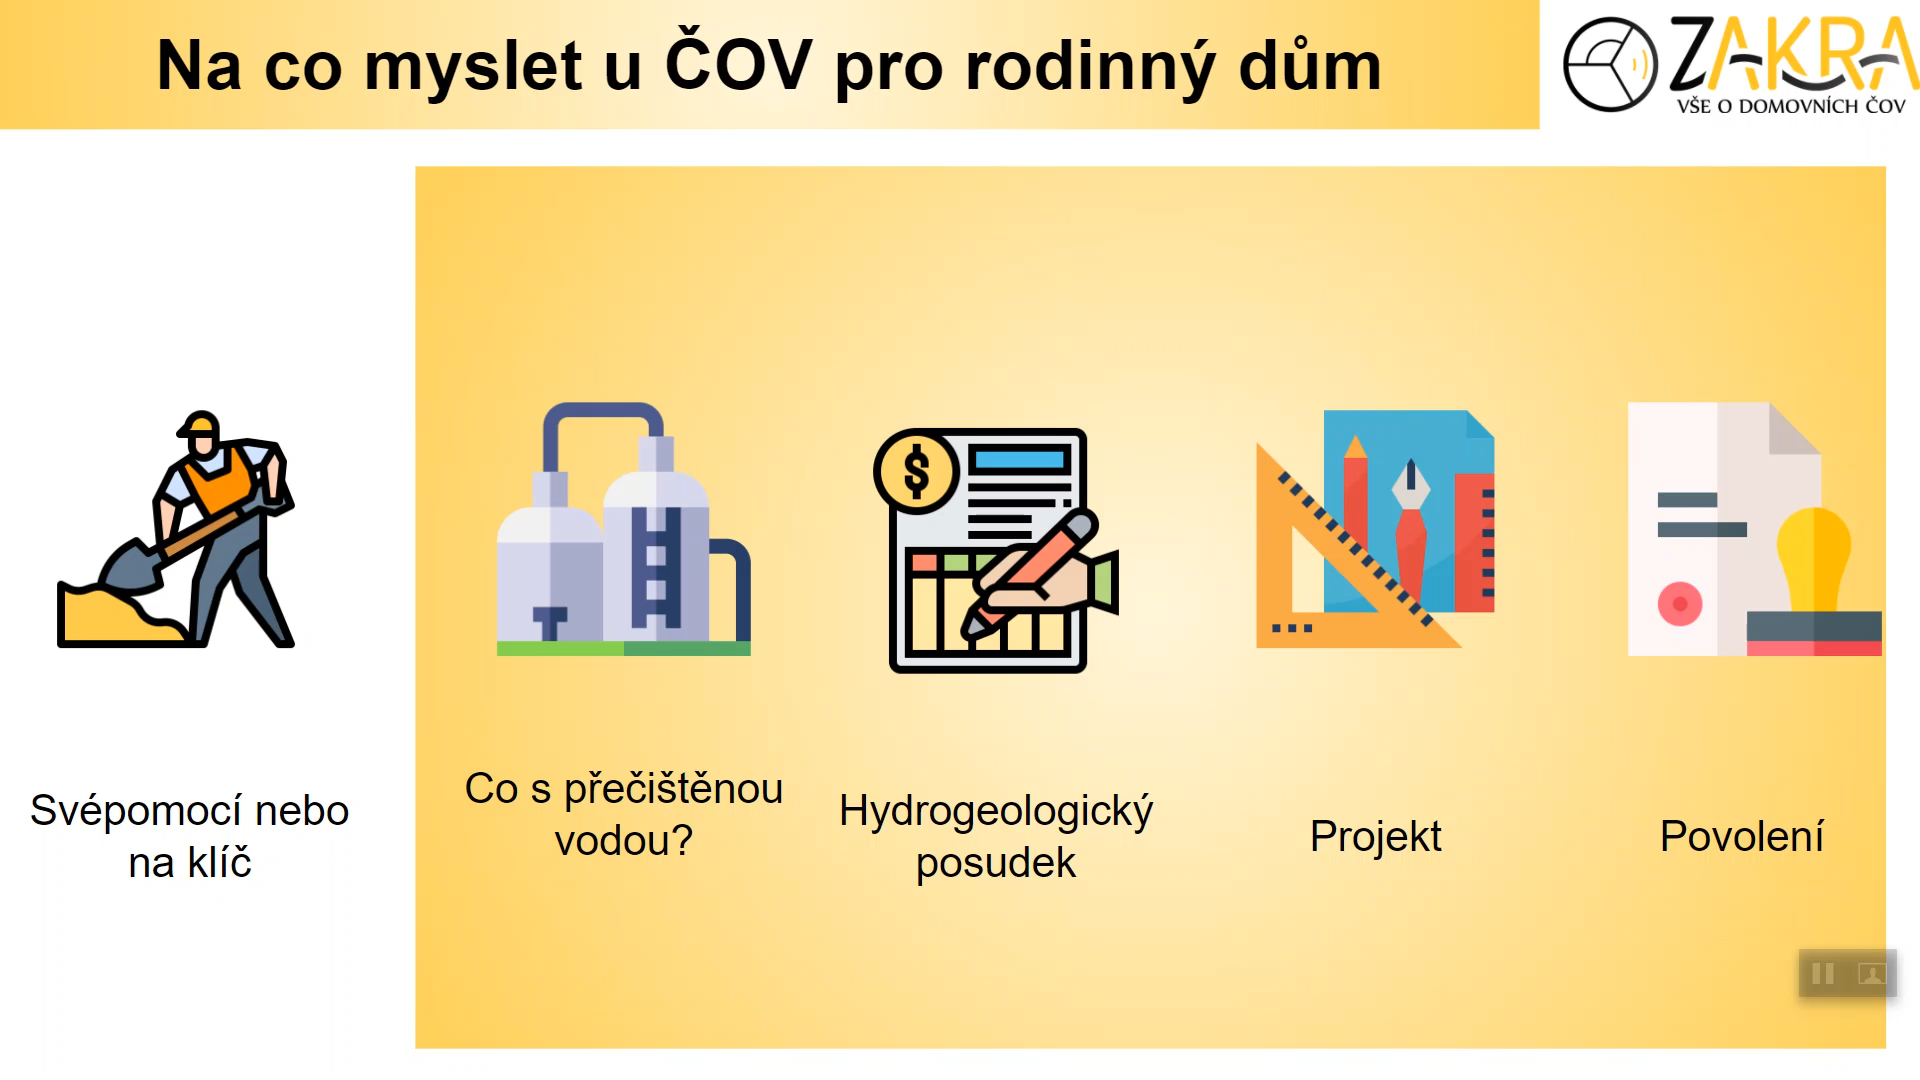 Na co myslet u ČOV pro rodinný dům
ZAKRA
VŠE O DOMOVNÍCH ČOV
$
Svépomocí nebo
na klíč
Co s přečištěnou
vodou?
Hydrogeologický
posudek
Projekt
Povolení